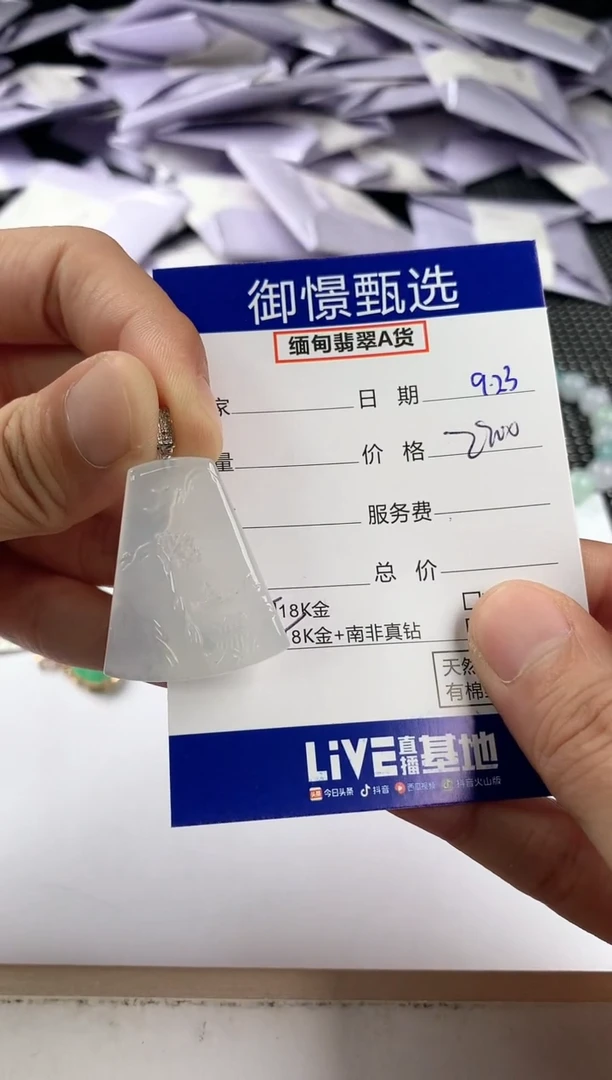 御憬甄选
缅甸翡翠A货
家 日 期 9.23
量 价 格
服务费
总 价
18K金
8K金+南非真钻
天然
有棉
LiVE直播基地
头条 今日头条 抖音 西瓜视频 抖音火山版